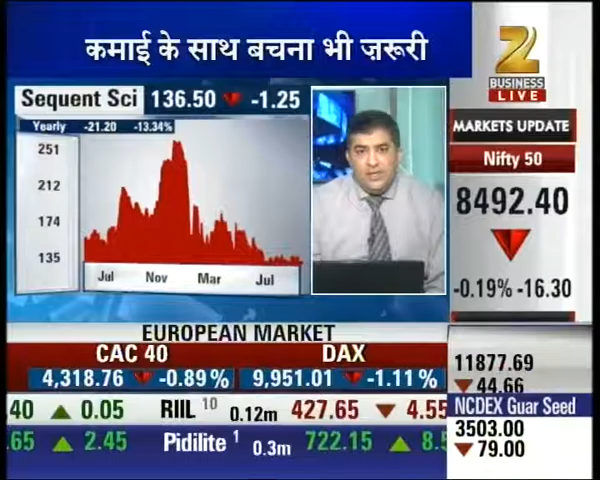 कमाई के साथ बचना भी ज़रूरी
Z
BUSINESS
LIVE
Sequent Sci 136.50 -1.25
Yearly -21.20 -13.34%
251
212
174
135
Jul Nov Mar Jul
MARKETS UPDATE
Nifty 50
8492.40
-0.19% -16.30
EUROPEAN MARKET
CAC 40 DAX
4,318.76 -0.89% 9,951.01 -1.11%
11877.69
44.66
40 0.05 RIIL 10 0.12m 427.65 4.55
NCDEX Guar Seed
3503.00
79.00
.65 2.45 Pidilite 1 0.3m 722.15 8.5